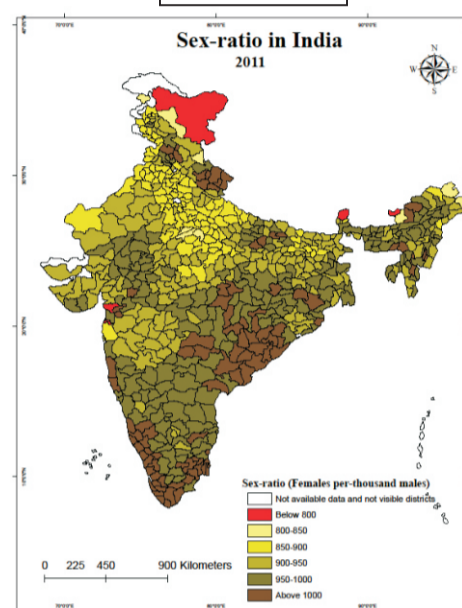 Sex-ratio in India
2011
N
W E
S
Sex-ratio (Females per-thousand males)
Not available data and not visible districts
Below 800
800-850
850-900
900-950
950-1000
Above 1000
0 225 450 900 Kilometers